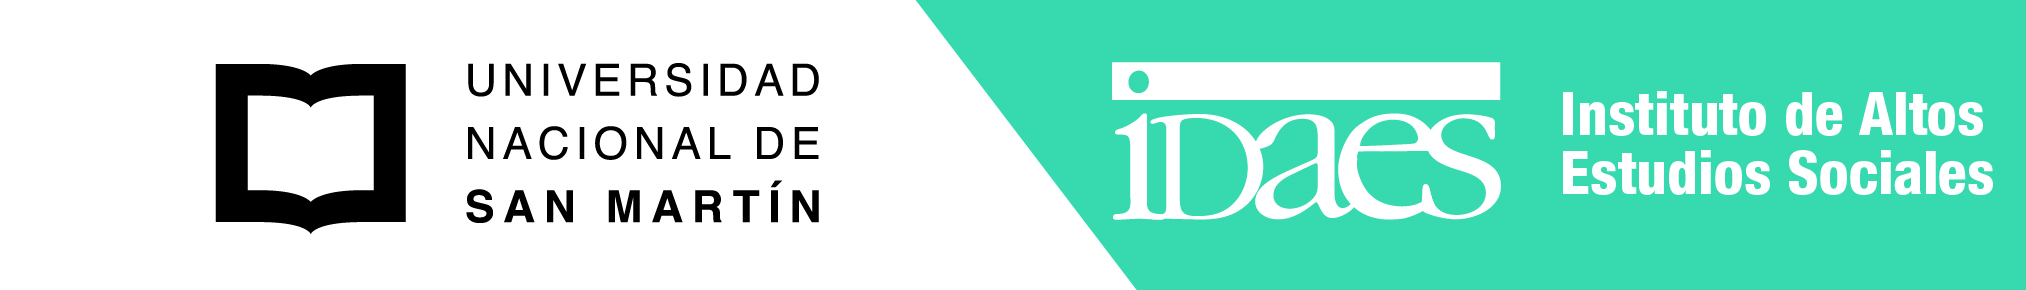 UNIVERSIDAD
NACIONAL DE
SAN MARTÍN
iDaes
Instituto de Altos
Estudios Sociales